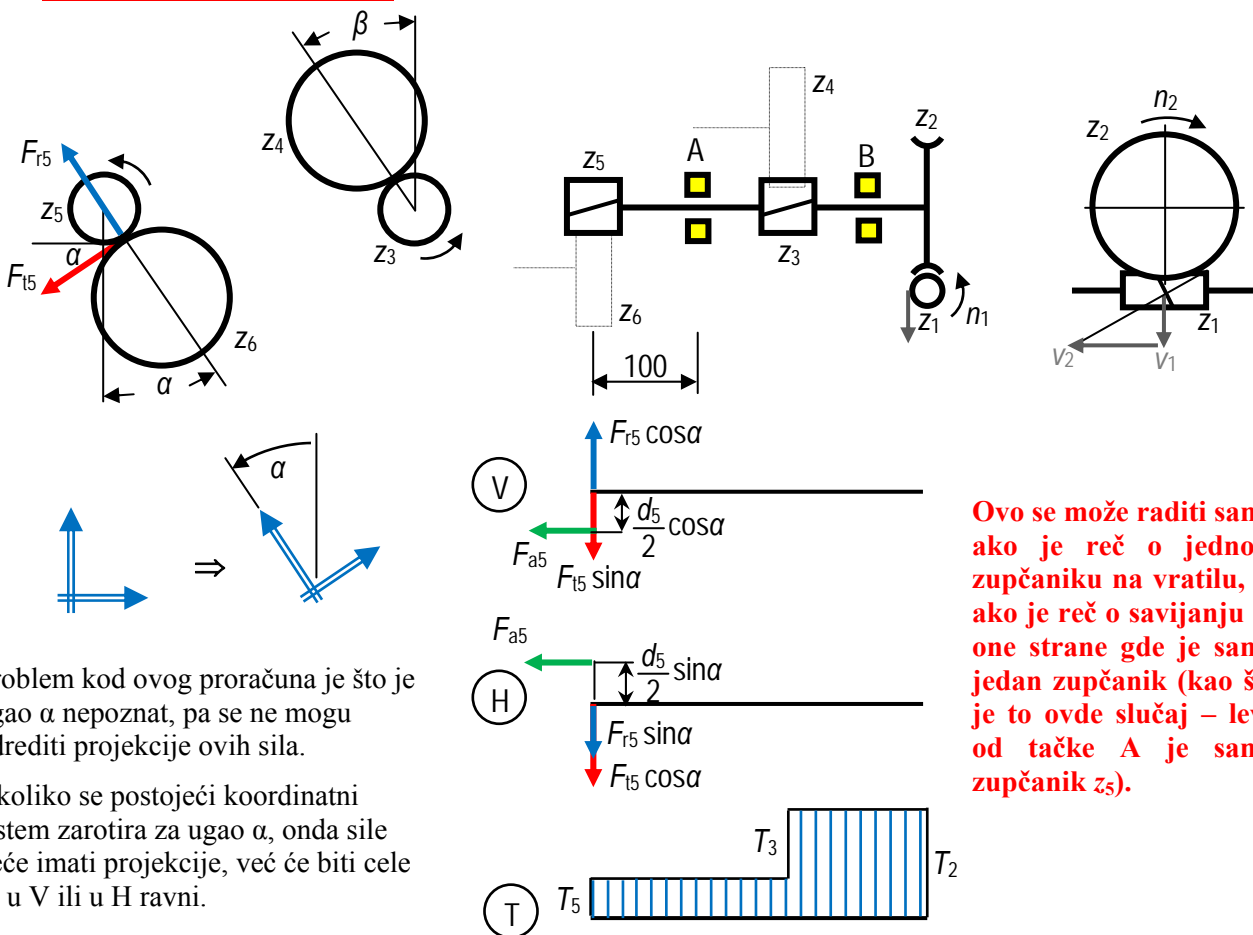 β
z4
z3
Fr5
z5
α
Ft5
z6
α
z4
z5
A
B
z2
z3
z6
z1
n1
100
n2
z2
z1
v2
v1
α
⇒
V
Fr5 cosα
d5/2 cosα
Fa5
Ft5 sinα
Fa5
H
d5/2 sinα
Fr5 sinα
Ft5 cosα
T
T5
T3
T2
roblem kod ovog proračuna je što je
gao α nepoznat, pa se ne mogu
drediti projekcije ovih sila.
koliko se postojeći koordinatni
stem zarotira za ugao α, onda sile
eće imati projekcije, već će biti cele
u V ili u H ravni.
Ovo se može raditi sam
ako je reč o jedno
zupčaniku na vratilu,
ako je reč o savijanju
one strane gde je sam
jedan zupčanik (kao š
je to ovde slučaj – lev
od tačke A je sam
zupčanik z5).